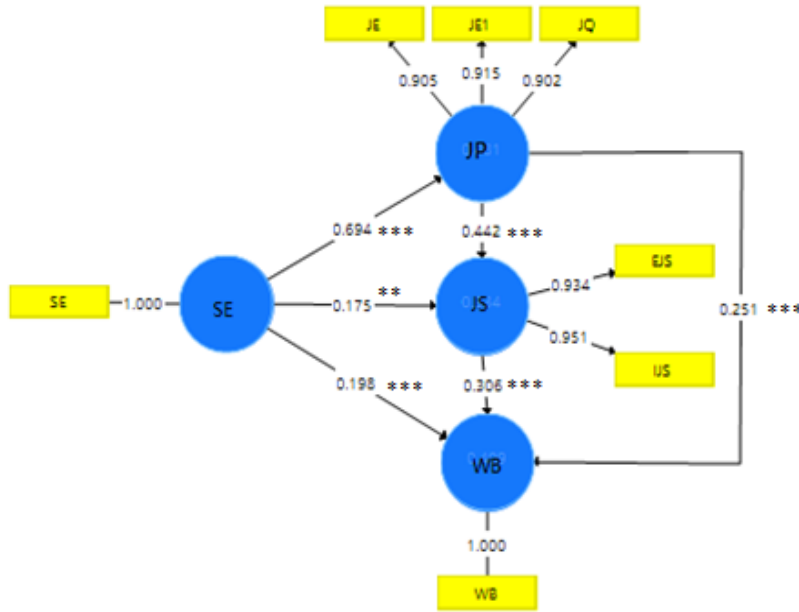 JE
JE1
JQ
0.905
0.915
0.902
JP
0.694 ***
0.442 ***
EJS
0.934
SE
1.000
SE
0.175 **
JS
0.251 ***
0.951
IJS
0.198 ***
0.306 ***
WB
1.000
WB